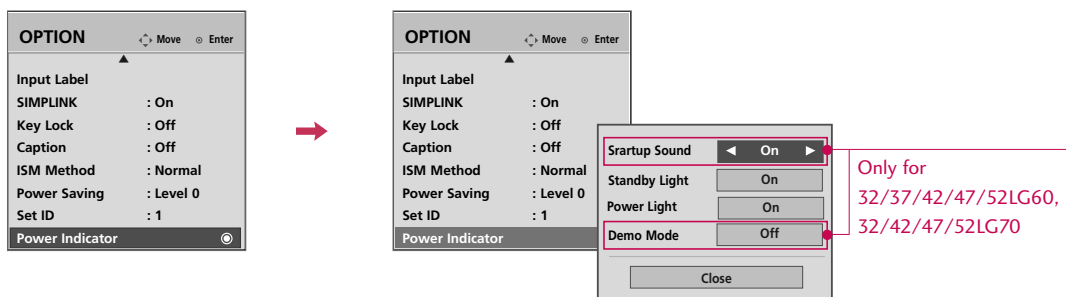 OPTION Move Enter
Input Label
SIMPLINK : On
Key Lock : Off
Caption : Off
ISM Method : Normal
Power Saving : Level 0
Set ID : 1
Power Indicator
OPTION Move Enter
Input Label
SIMPLINK : On
Key Lock : Off
Caption : Off
ISM Method : Normal
Power Saving : Level 0
Set ID : 1
Power Indicator
Srartup Sound ◀ On ▶
Standby Light On
Power Light On
Demo Mode Off
Close
Only for
32/37/42/47/52LG60,
32/42/47/52LG70